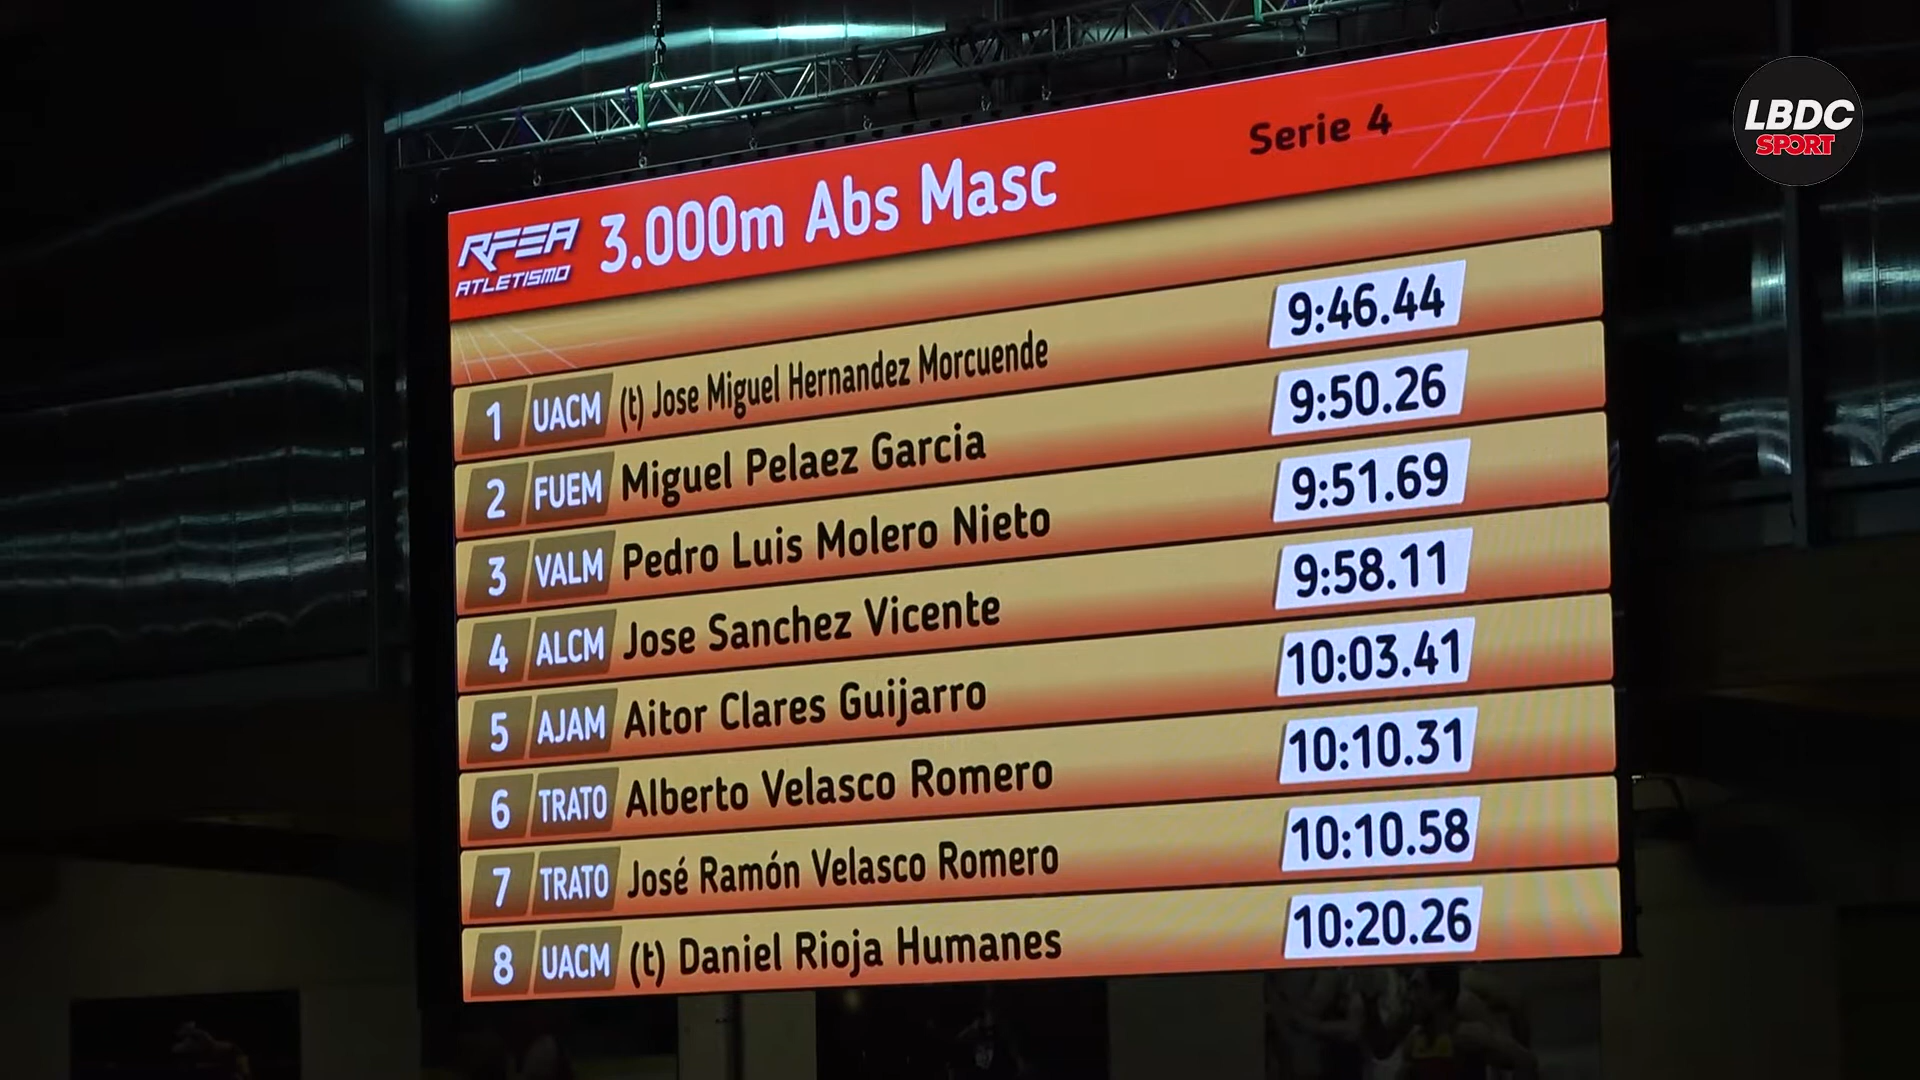 LBDC
SPORT
RFEA
ATLETISMO
3.000m Abs Masc
Serie 4
1 UACM (t) Jose Miguel Hernandez Morcuende 9:46.44
2 FUEM Miguel Pelaez Garcia 9:50.26
3 VALM Pedro Luis Molero Nieto 9:51.69
4 ALCM Jose Sanchez Vicente 9:58.11
5 AJAM Aitor Clares Guijarro 10:03.41
6 TRATO Alberto Velasco Romero 10:10.31
7 TRATO José Ramón Velasco Romero 10:10.58
8 UACM (t) Daniel Rioja Humanes 10:20.26